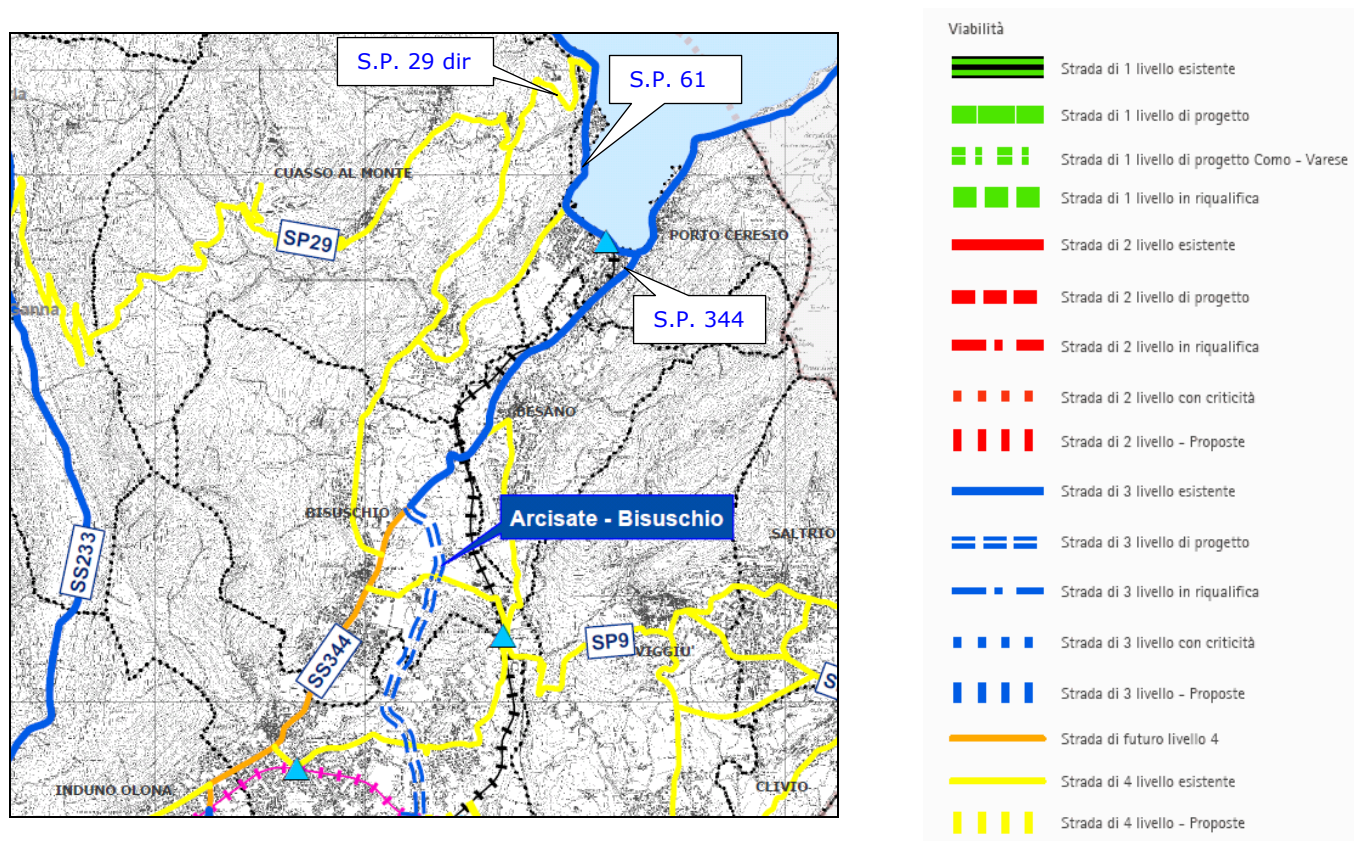 S.P. 29 dir
S.P. 61
CUASSO AL MONTE
SP29
PORTO CERESIO
S.P. 344
BESANO
BISUSCHIO
Arcisate - Bisuschio
SALTRIO
SS233
SS344
SP9
VIGGIU'
INDUNO OLONA
CLIVIO
Viabilità
Strada di 1 livello esistente
Strada di 1 livello di progetto
Strada di 1 livello di progetto Como - Varese
Strada di 1 livello in riqualifica
Strada di 2 livello esistente
Strada di 2 livello di progetto
Strada di 2 livello in riqualifica
Strada di 2 livello con criticità
Strada di 2 livello - Proposte
Strada di 3 livello esistente
Strada di 3 livello di progetto
Strada di 3 livello in riqualifica
Strada di 3 livello con criticità
Strada di 3 livello - Proposte
Strada di futuro livello 4
Strada di 4 livello esistente
Strada di 4 livello - Proposte